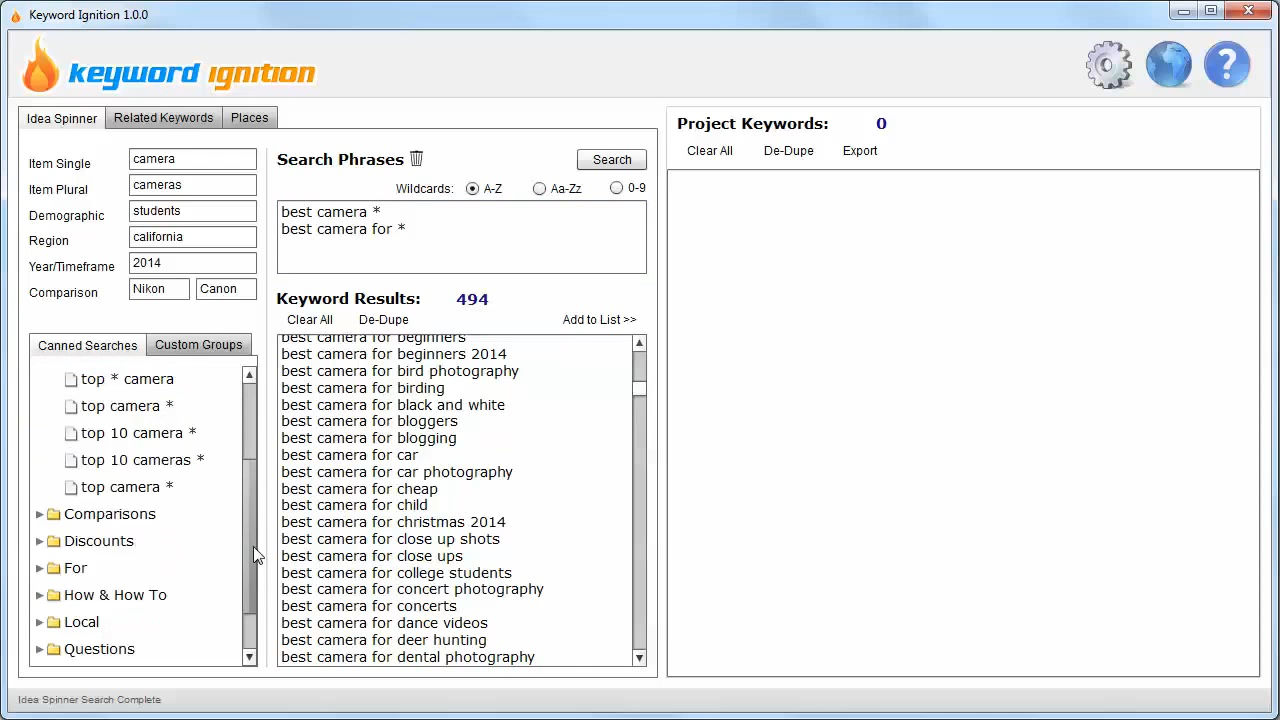 Keyword Ignition 1.0.0
keyword ignition
?
Idea Spinner
Related Keywords
Places
Item Single
camera
Item Plural
cameras
Demographic
students
Region
california
Year/Timeframe
2014
Comparison
Nikon
Canon
Canned Searches
Custom Groups
top * camera
top camera *
top 10 camera *
top 10 cameras *
top camera *
Comparisons
Discounts
For
How & How To
Local
Questions
Search Phrases
Search
Wildcards:
A-Z
Aa-Zz
0-9
best camera *
best camera for *
Keyword Results: 494
Clear All
De-Dupe
Add to List >>
best camera for beginners
best camera for beginners 2014
best camera for bird photography
best camera for birding
best camera for black and white
best camera for bloggers
best camera for blogging
best camera for car
best camera for car photography
best camera for cheap
best camera for child
best camera for christmas 2014
best camera for close up shots
best camera for close ups
best camera for college students
best camera for concert photography
best camera for concerts
best camera for dance videos
best camera for deer hunting
best camera for dental photography
Project Keywords: 0
Clear All
De-Dupe
Export
Idea Spinner Search Complete